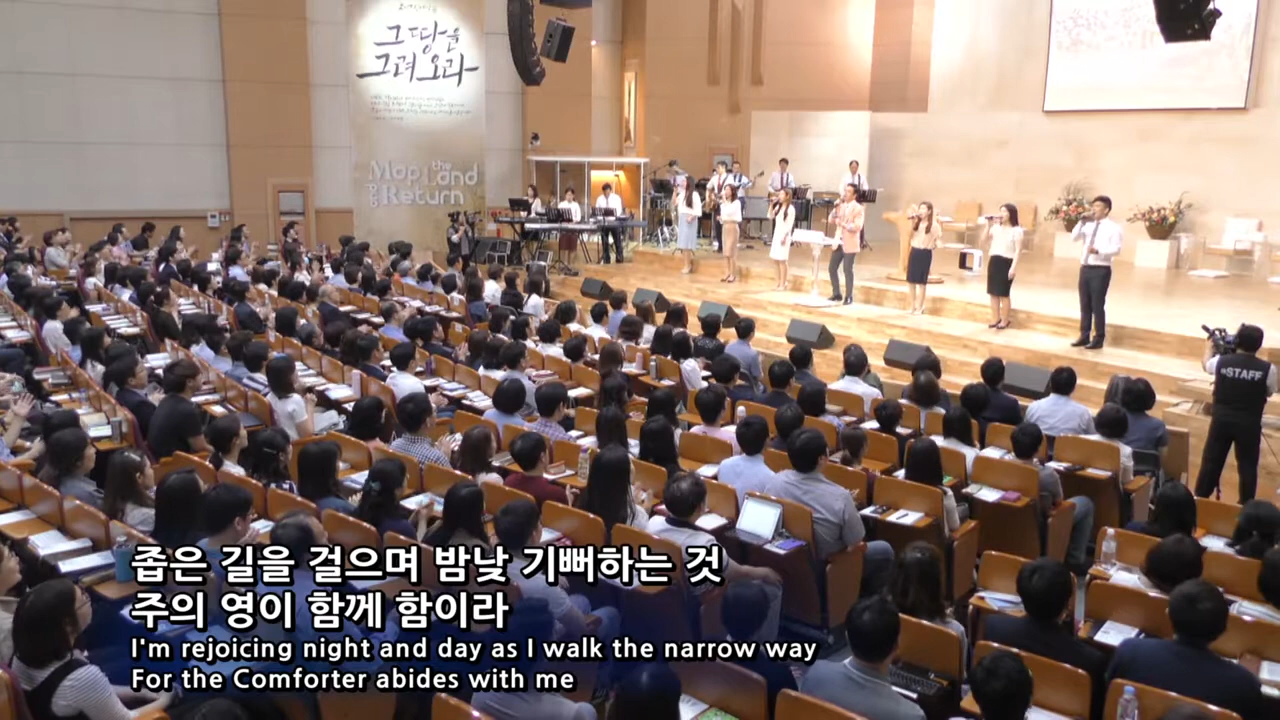 그 땅을
그려 오라
Map the
Land
Return
STAFF
좁은 길을 걸으며 밤낮 기뻐하는 것
주의 영이 함께 함이라
I'm rejoicing night and day as I walk the narrow way
For the Comforter abides with me